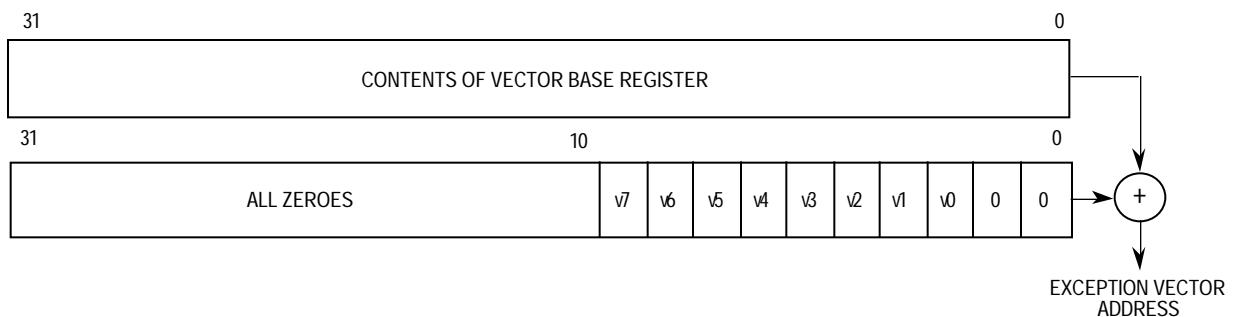 31 0
CONTENTS OF VECTOR BASE REGISTER
31 10 0
ALL ZEROES v7 v6 v5 v4 v3 v2 v1 v0 0 0 +
EXCEPTION VECTOR
ADDRESS